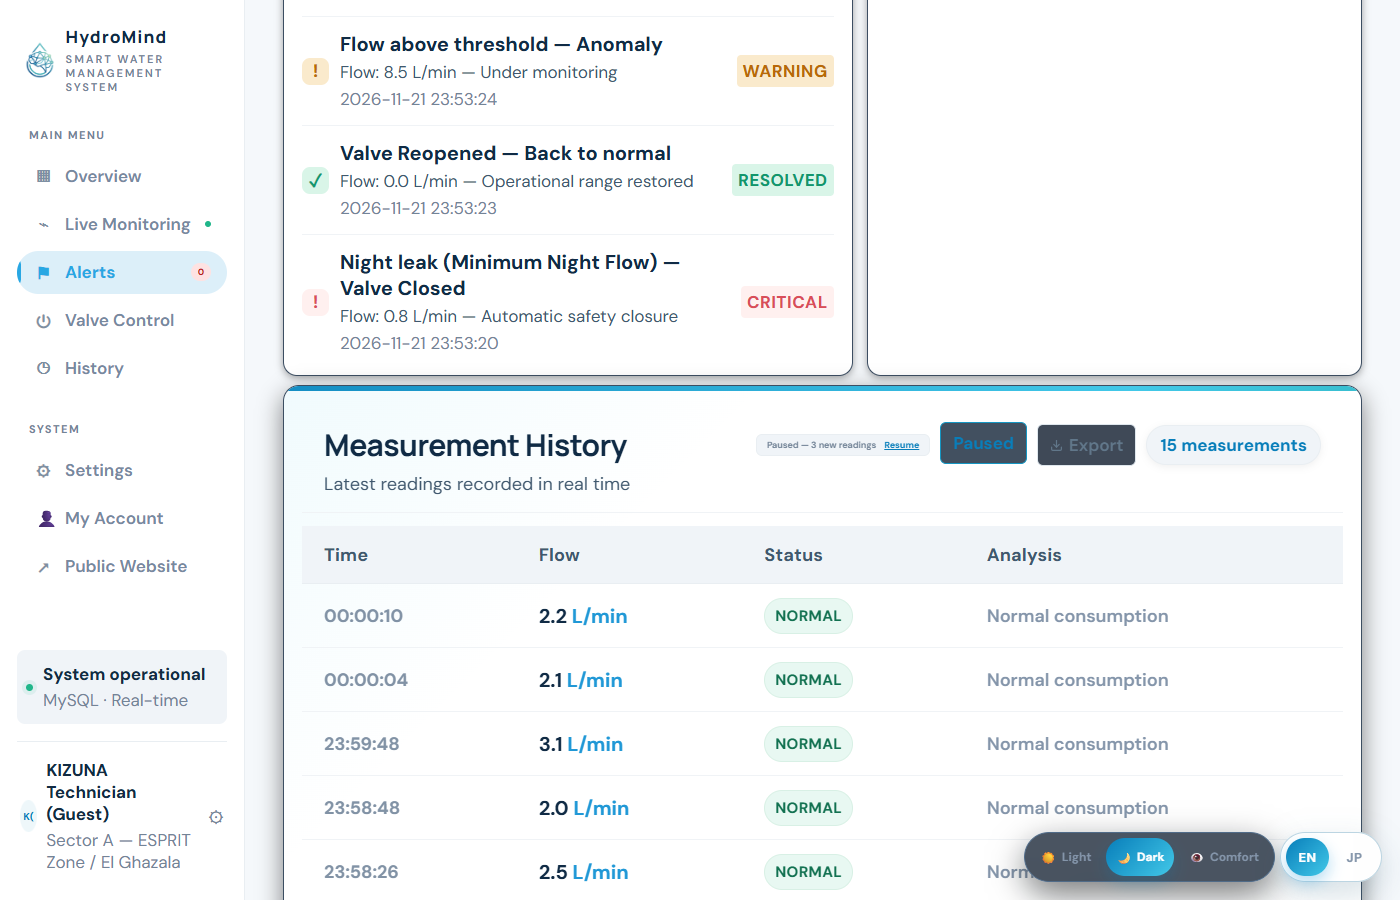 HydroMind
SMART WATER
MANAGEMENT
SYSTEM
MAIN MENU
Overview
Live Monitoring
Alerts
0
Valve Control
History
SYSTEM
Settings
My Account
Public Website
System operational
MySQL · Real-time
K(
KIZUNA
Technician
(Guest)
Sector A — ESPRIT
Zone / El Ghazala
!
Flow above threshold — Anomaly
Flow: 8.5 L/min — Under monitoring
2026-11-21 23:53:24
WARNING
Valve Reopened — Back to normal
Flow: 0.0 L/min — Operational range restored
2026-11-21 23:53:23
RESOLVED
!
Night leak (Minimum Night Flow) —
Valve Closed
Flow: 0.8 L/min — Automatic safety closure
2026-11-21 23:53:20
CRITICAL
Measurement History
Latest readings recorded in real time
Paused — 3 new readings Resume
Paused
Export
15 measurements
Time Flow Status Analysis
00:00:10 2.2 L/min NORMAL Normal consumption
00:00:04 2.1 L/min NORMAL Normal consumption
23:59:48 3.1 L/min NORMAL Normal consumption
23:58:48 2.0 L/min NORMAL Normal consumption
23:58:26 2.5 L/min NORMAL
Light Dark Comfort
EN JP